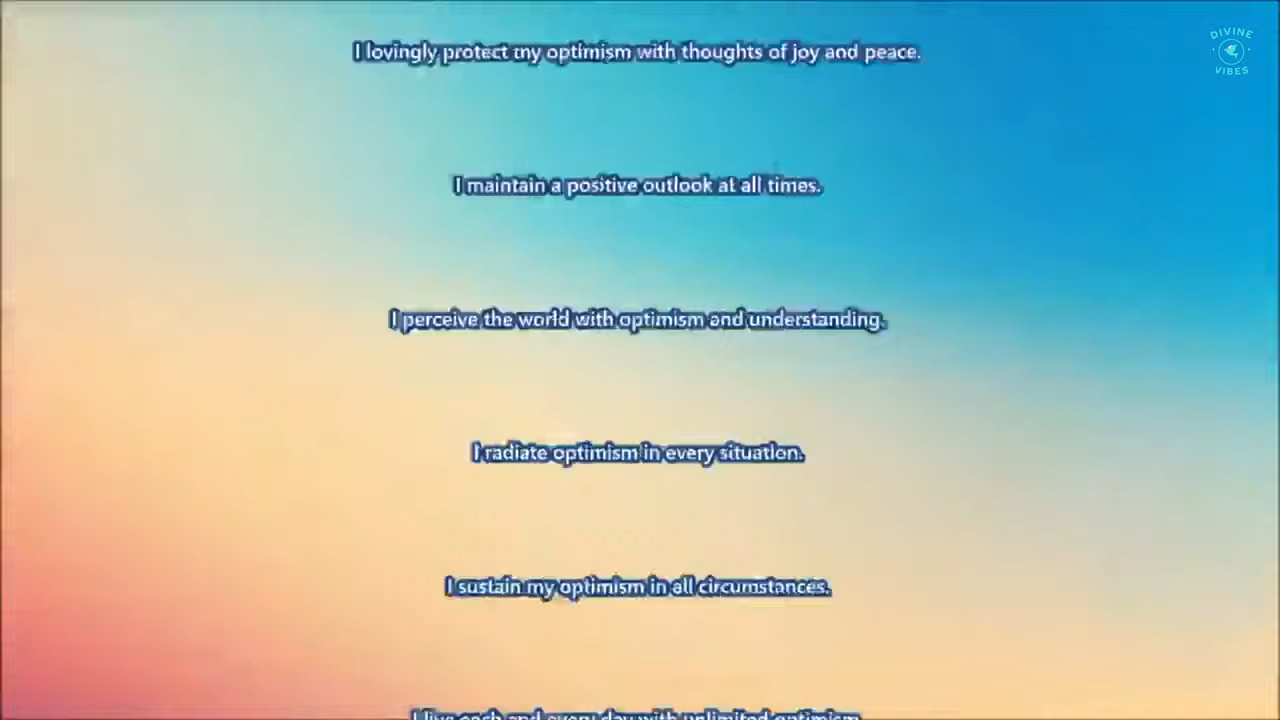 DIVINE
VIBES
I lovingly protect my optimism with thoughts of joy and peace.
I maintain a positive outlook at all times.
I perceive the world with optimism and understanding.
I radiate optimism in every situation.
I sustain my optimism in all circumstances.
I live each and every day with unlimited optimism